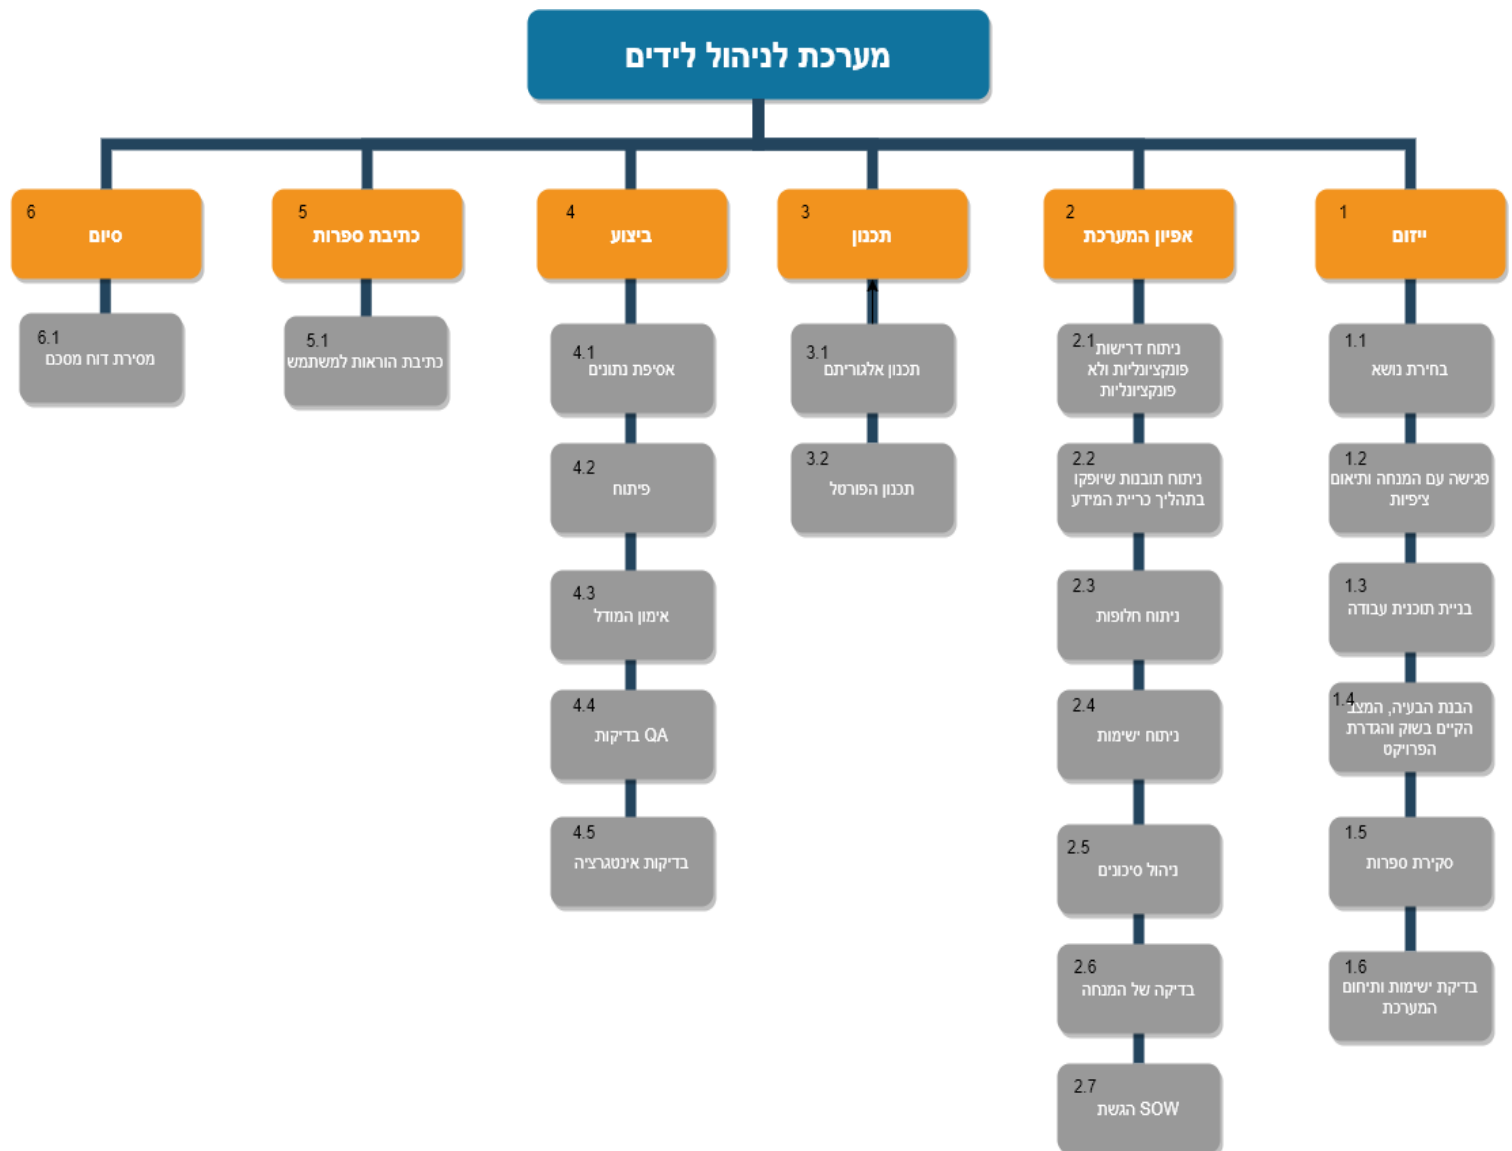 מערכת לניהול לידים
1
ייזום
1.1
בחירת נושא
1.2
פגישה עם המנחה ותיאום
ציפיות
1.3
בניית תוכנית עבודה
1.4
הבנת הבעיה, המצב
הקיים בשוק והגדרת
הפרויקט
1.5
סקירת ספרות
1.6
בדיקת ישימות ותיחום
המערכת
2
אפיון המערכת
2.1
ניתוח דרישות
פונקציונליות ולא
פונקציונליות
2.2
ניתוח תובנות שיופקו
בתהליך כריית המידע
2.3
ניתוח חלופות
2.4
ניתוח ישימות
2.5
ניהול סיכונים
2.6
בדיקה של המנחה
2.7
הגשת SOW
3
תכנון
3.1
תכנון אלגוריתם
3.2
תכנון הפורטל
4
ביצוע
4.1
אסיפת נתונים
4.2
פיתוח
4.3
אימון המודל
4.4
בדיקות QA
4.5
בדיקות אינטגרציה
5
כתיבת ספרות
5.1
כתיבת הוראות למשתמש
6
סיום
6.1
מסירת דוח מסכם